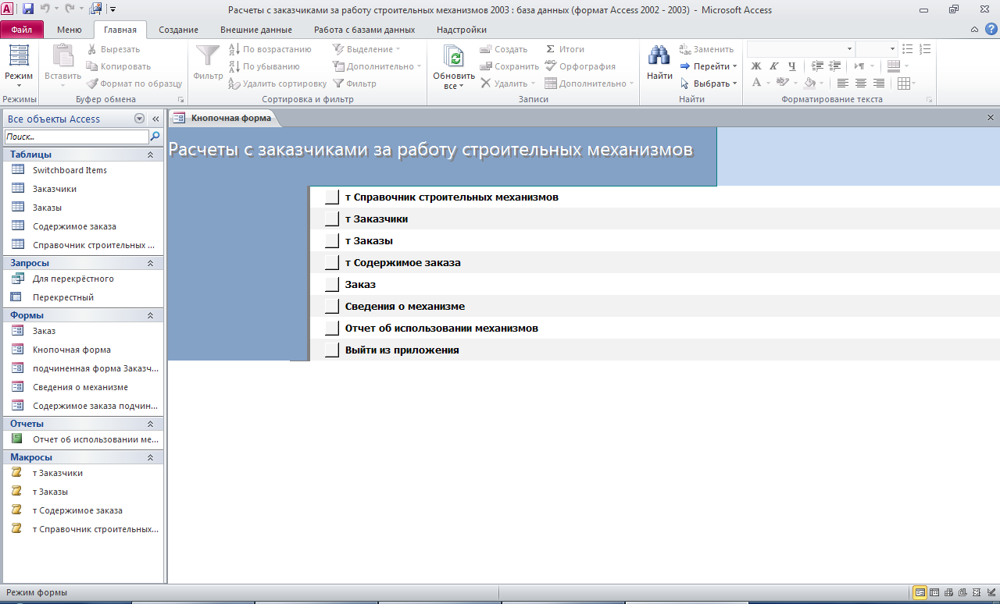 Расчеты с заказчиками за работу строительных механизмов 2003 : база данных (формат Access 2002 - 2003) - Microsoft Access
Файл Меню Главная Создание Внешние данные Работа с базами данных Надстройки
Режим
Режимы
Вставить
Вырезать
Копировать
Формат по образцу
Буфер обмена
Фильтр
По возрастанию
По убыванию
Удалить сортировку
Выделение
Дополнительно
Фильтр
Сортировка и фильтр
Обновить
все
Создать
Сохранить
Удалить
Итоги
Орфография
Дополнительно
Записи
Найти
Заменить
Перейти
Выбрать
Найти
Ж К Ч
А
Форматирование текста
Все объекты Access
Поиск...
Таблицы
Switchboard Items
Заказчики
Заказы
Содержимое заказа
Справочник строительных ...
Запросы
Для перекрёстного
Перекрестный
Формы
Заказ
Кнопочная форма
подчиненная форма Заказч...
Сведения о механизме
Содержимое заказа подчин...
Отчеты
Отчет об использовании ме...
Макросы
т Заказчики
т Заказы
т Содержимое заказа
т Справочник строительных...
Кнопочная форма
Расчеты с заказчиками за работу строительных механизмов
т Справочник строительных механизмов
т Заказчики
т Заказы
т Содержимое заказа
Заказ
Сведения о механизме
Отчет об использовании механизмов
Выйти из приложения
Режим формы